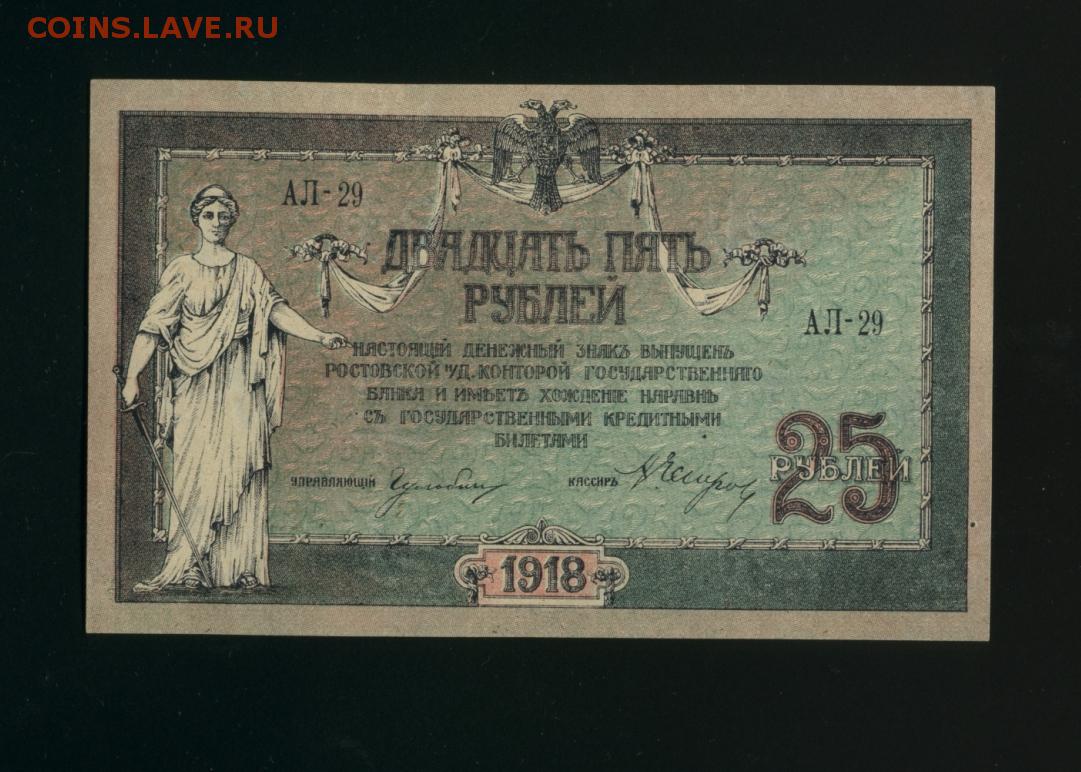 COINS.LAVE.RU
АЛ-29
ДВАДЦАТЬ ПЯТЬ
РУБЛЕЙ
АЛ-29
НАСТОЯЩІЙ ДЕНЕЖНЫЙ ЗНАКЪ ВЫПУЩЕНЪ
РОСТОВСКОЙ УД. КОНТОРОЙ ГОСУДАРСТВЕННАГО
БАНКА И ИМѢЕТЪ ХОЖДЕНІЕ НАРАВНѢ
СЪ ГОСУДАРСТВЕННЫМИ КРЕДИТНЫМИ
БИЛЕТАМИ
25
РУБЛЕЙ
УПРАВЛЯЮЩІЙ КАССИРЪ
1918